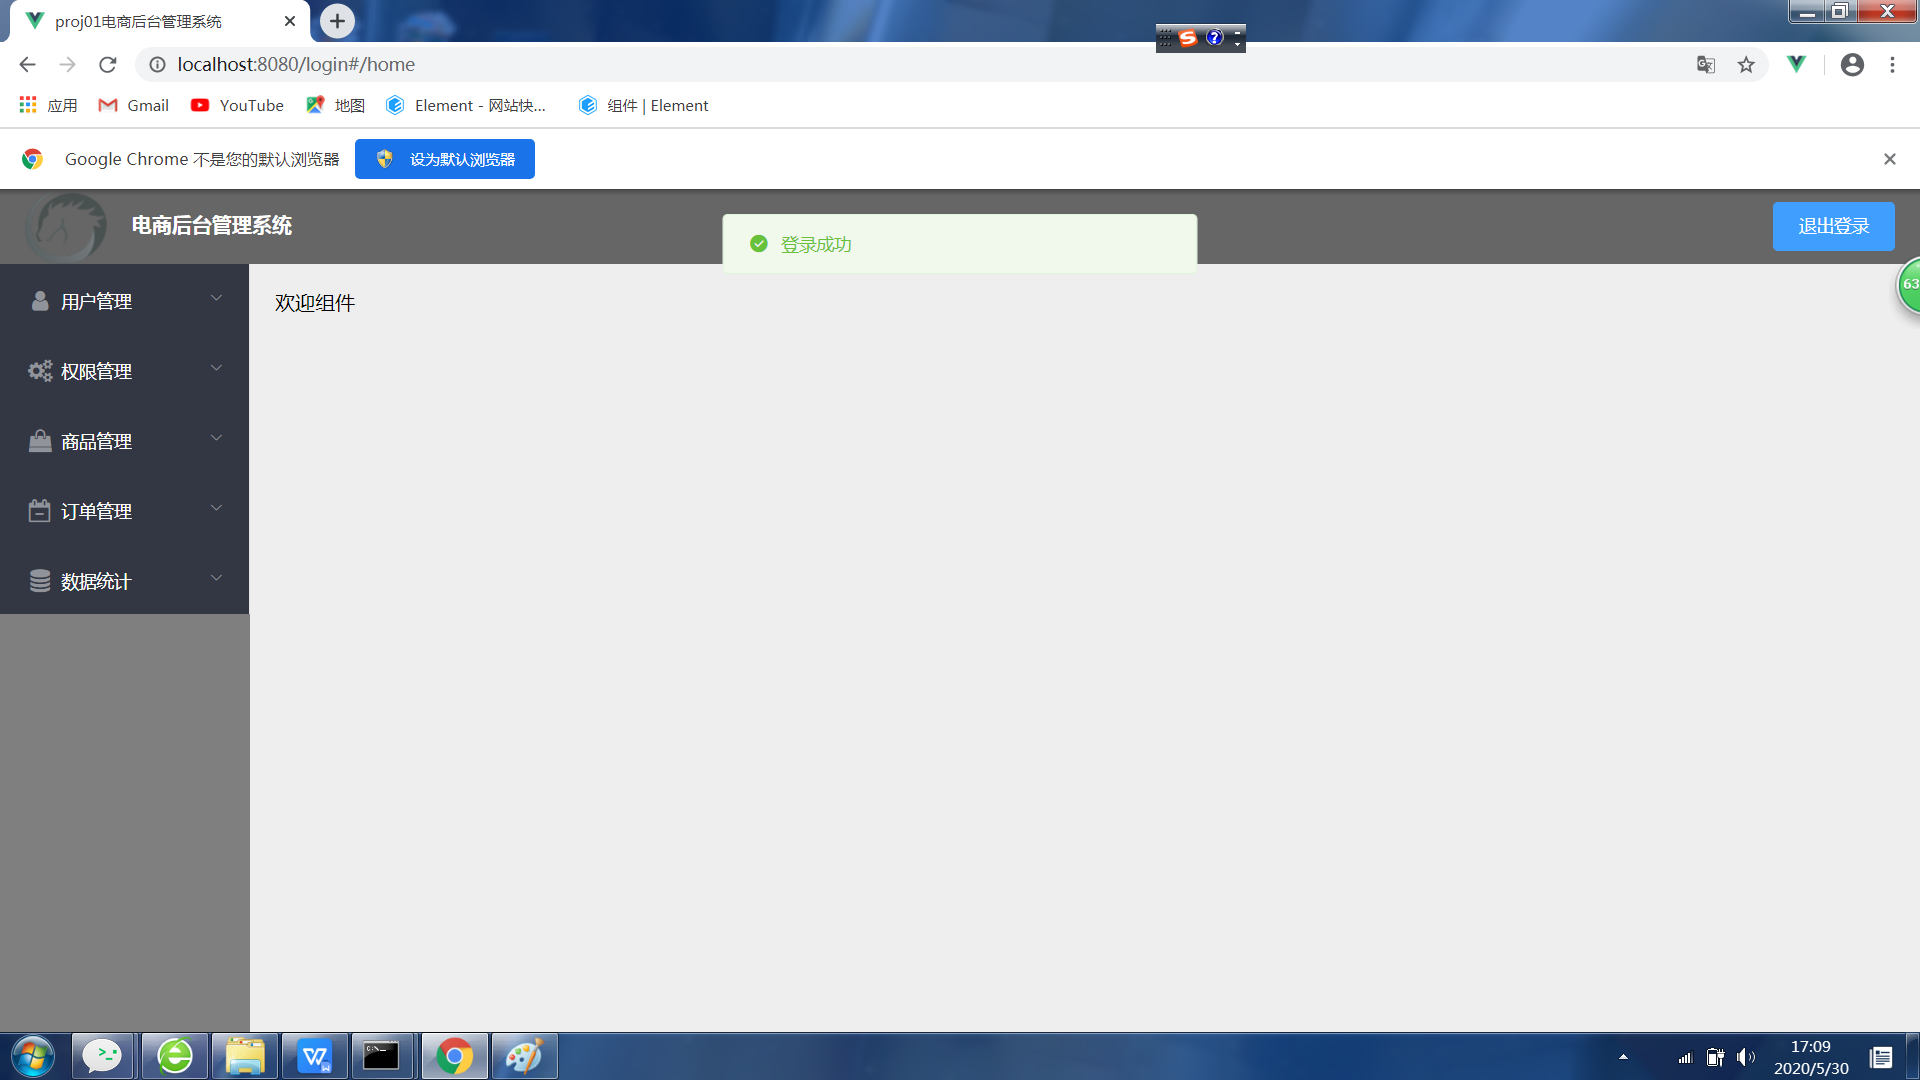 proj01电商后台管理系统
localhost:8080/login#/home
应用 Gmail YouTube 地图 Element - 网站快... 组件 | Element
Google Chrome 不是您的默认浏览器 设为默认浏览器
电商后台管理系统
登录成功
退出登录
63
用户管理
欢迎组件
权限管理
商品管理
订单管理
数据统计
17:09
2020/5/30